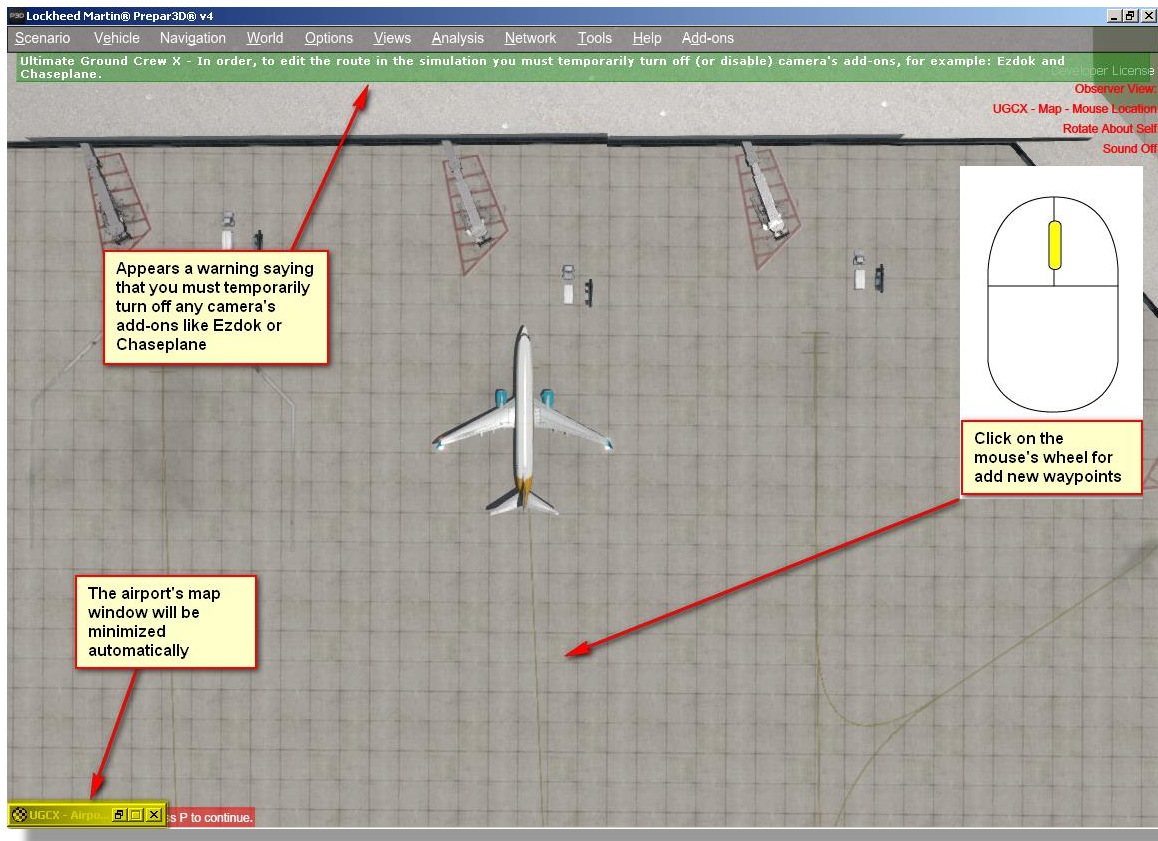 P3D Lockheed Martin® Prepar3D® v4
Scenario Vehicle Navigation World Options Views Analysis Network Tools Help Add-ons
Ultimate Ground Crew X - In order, to edit the route in the simulation you must temporarily turn off (or disable) camera's add-ons, for example: Ezdok and
Chaseplane.
Developer License
Observer View:
UGCX - Map - Mouse Location
Rotate About Self
Sound Off
Appears a warning saying
that you must temporarily
turn off any camera's
add-ons like Ezdok or
Chaseplane
Click on the
mouse's wheel for
add new waypoints
The airport's map
window will be
minimized
automatically
UGCX - Airpo...
ss P to continue.